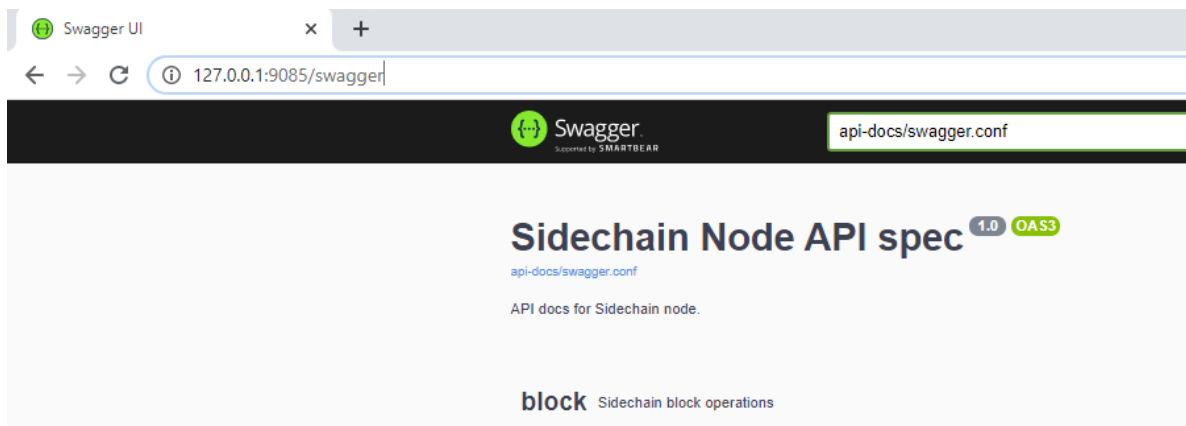 Swagger UI
127.0.0.1:9085/swagger
Swagger.
Supported by SMARTBEAR
api-docs/swagger.conf
Sidechain Node API spec 1.0 OAS3
api-docs/swagger.conf
API docs for Sidechain node.
block Sidechain block operations